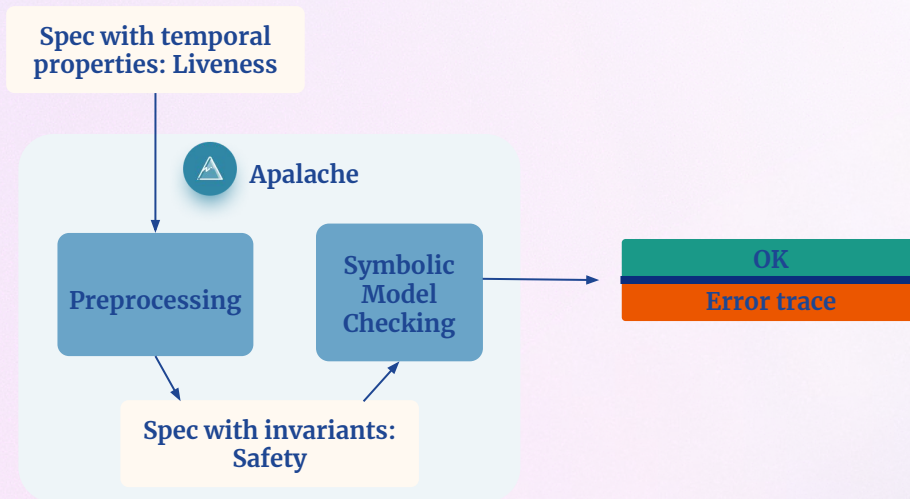 Spec with temporal
properties: Liveness
Apalache
Preprocessing
Symbolic
Model
Checking
Spec with invariants:
Safety
OK
Error trace